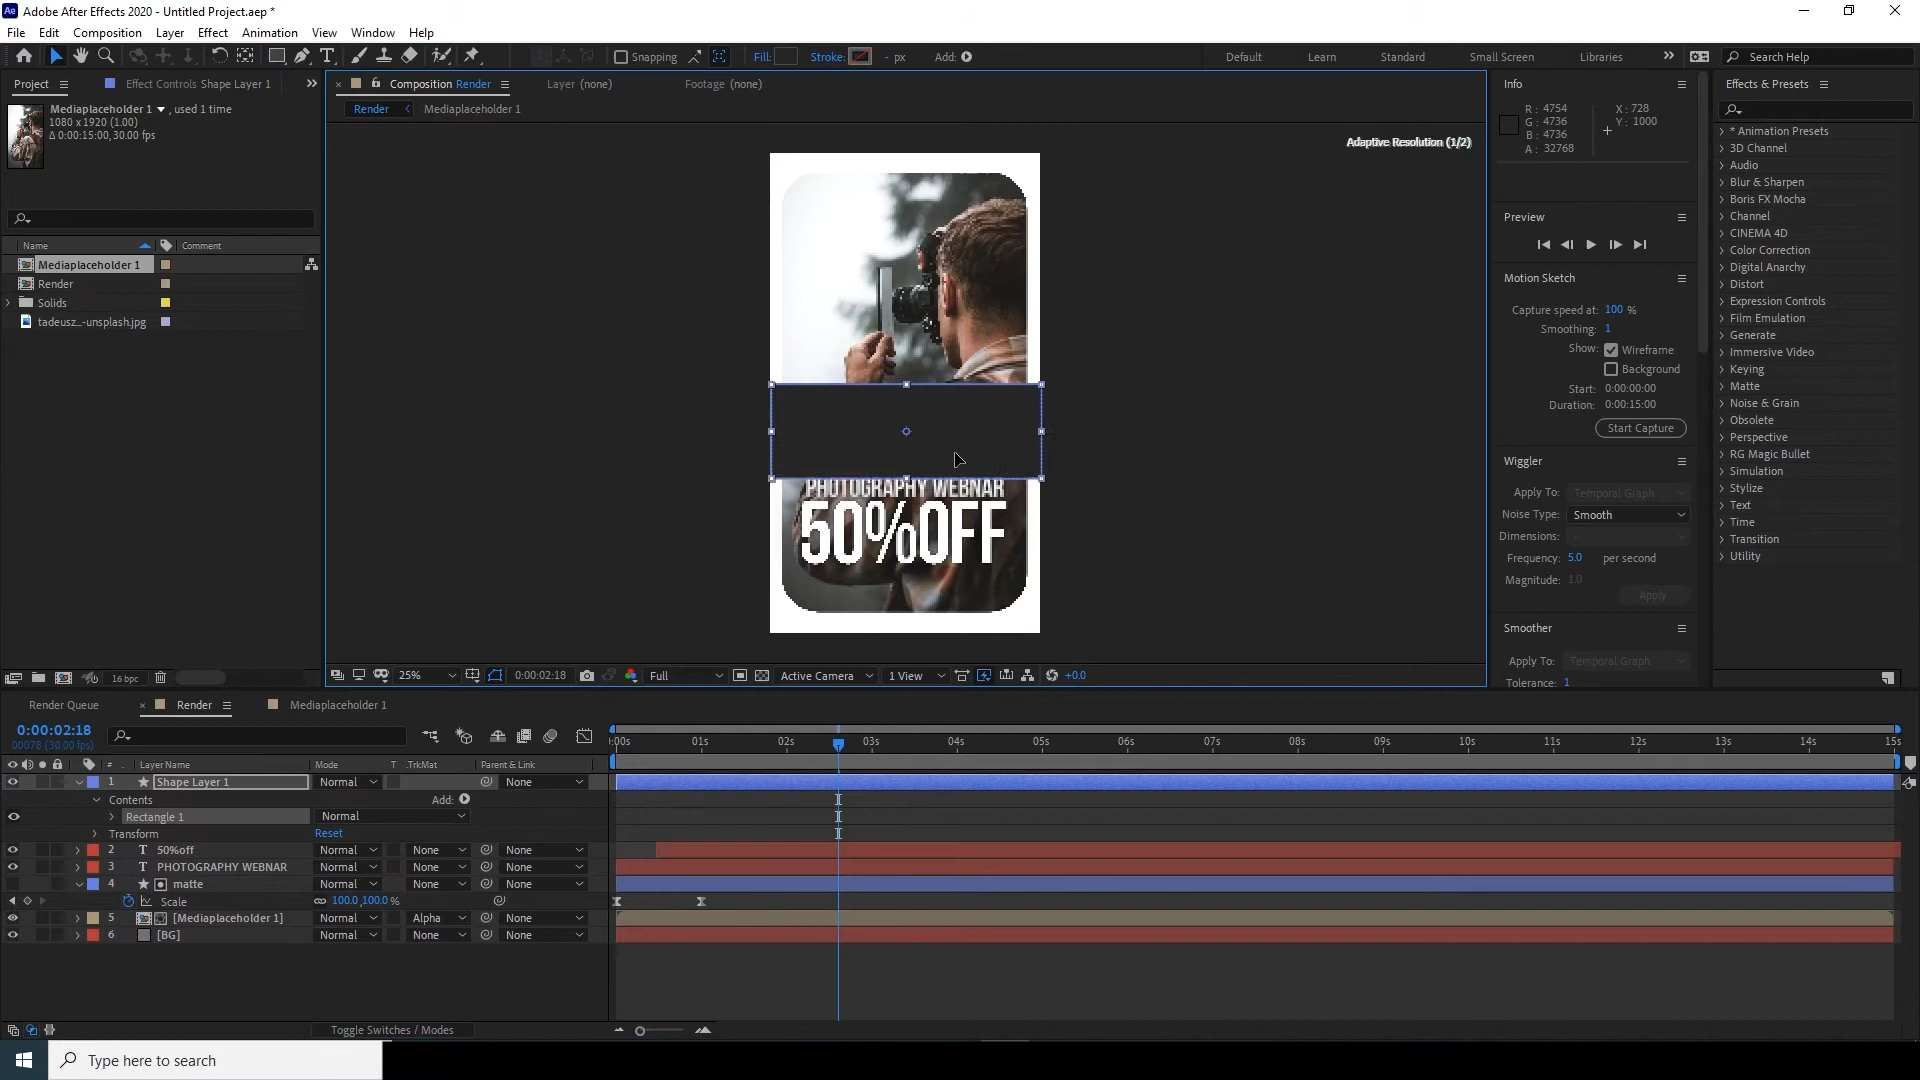 Ae Adobe After Effects 2020 - Untitled Project.aep *
File Edit Composition Layer Effect Animation View Window Help
Snapping Fill: Stroke: - px Add: Default Learn Standard Small Screen Libraries Search Help
Project Effect Controls Shape Layer 1
Mediaplaceholder 1 , used 1 time
1080 x 1920 (1.00)
Δ 0:00:15:00, 30.00 fps
Name Comment
Mediaplaceholder 1
Render
Solids
tadeusz...-unsplash.jpg
16 bpc
Composition Render Layer (none) Footage (none)
Render Mediaplaceholder 1
Adaptive Resolution (1/2)
PHOTOGRAPHY WEBNAR
50%OFF
25% 0:00:02:18 Full Active Camera 1 View +0.0
Info
R : 4754 X : 728
G : 4736 Y : 1000
B : 4736
A : 32768
Preview
Motion Sketch
Capture speed at: 100 %
Smoothing: 1
Show: Wireframe
Background
Start: 0:00:00:00
Duration: 0:00:15:00
Start Capture
Wiggler
Apply To: Temporal Graph
Noise Type: Smooth
Dimensions: -
Frequency: 5.0 per second
Magnitude: 1.0
Apply
Smoother
Apply To: Temporal Graph
Tolerance: 1
Effects & Presets
* Animation Presets
3D Channel
Audio
Blur & Sharpen
Boris FX Mocha
Channel
CINEMA 4D
Color Correction
Digital Anarchy
Distort
Expression Controls
Film Emulation
Generate
Immersive Video
Keying
Matte
Noise & Grain
Obsolete
Perspective
RG Magic Bullet
Simulation
Stylize
Text
Time
Transition
Utility
Render Queue Render Mediaplaceholder 1
0:00:02:18
00078 (30.00 fps)
:00s 01s 02s 03s 04s 05s 06s 07s 08s 09s 10s 11s 12s 13s 14s 15s
# Layer Name Mode T .TrkMat Parent & Link
1 Shape Layer 1 Normal None
Contents Add:
Rectangle 1 Normal
Transform Reset
2 T 50%off Normal None None
3 T PHOTOGRAPHY WEBNAR Normal None None
4 matte Normal None None
Scale 100.0,100.0 %
5 [Mediaplaceholder 1] Normal Alpha None
6 [BG] Normal None None
Toggle Switches / Modes
Type here to search